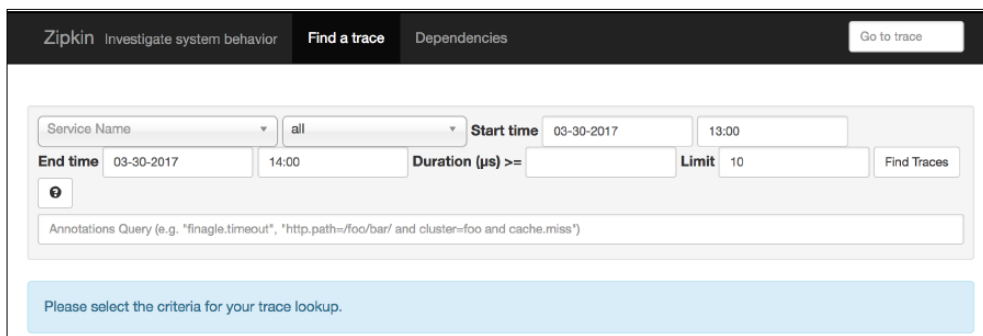 Zipkin Investigate system behavior Find a trace Dependencies Go to trace
Service Name all Start time 03-30-2017 13:00
End time 03-30-2017 14:00 Duration (µs) >= Limit 10 Find Traces
?
Annotations Query (e.g. "finagle.timeout", "http.path=/foo/bar/ and cluster=foo and cache.miss")
Please select the criteria for your trace lookup.